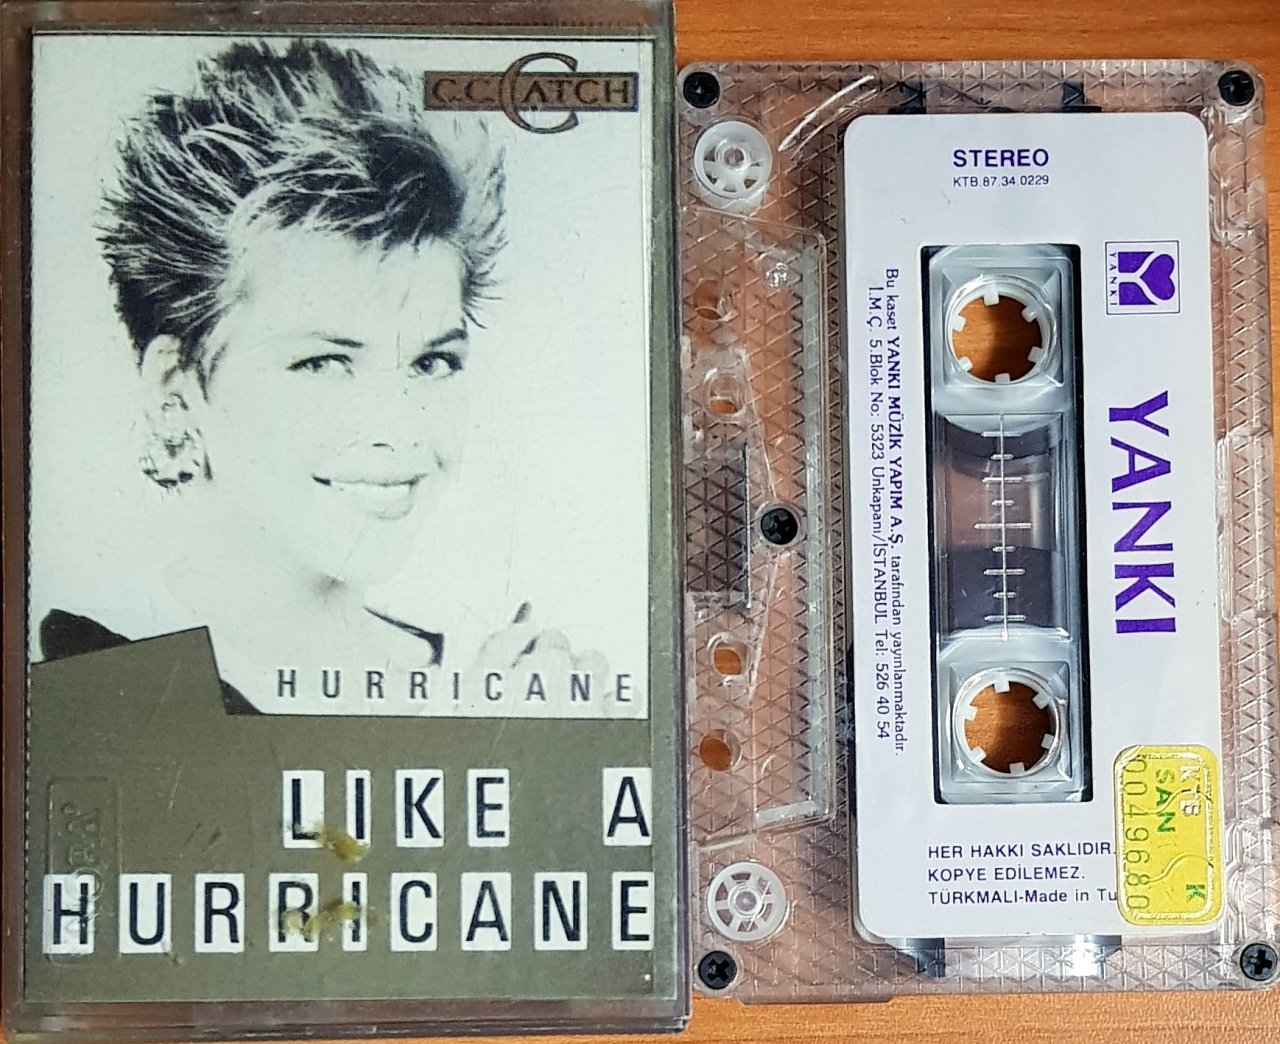 C.C. CATCH
HURRICANE
LIKE A
HURRICANE
STEREO
KTB.87.34.0229
YANKI
YANKI
Bu kaset YANKI MÜZİK YAPIM A.Ş. tarafından yayınlanmaktadır.
İ.M.Ç. 5.Blok No: 5323 Unkapanı/İSTANBUL Tel: 526 40 54
HER HAKKI SAKLIDIR.
KOPYE EDİLEMEZ.
TÜRKMALI-Made in Tu
KTB K
SAN
0049680